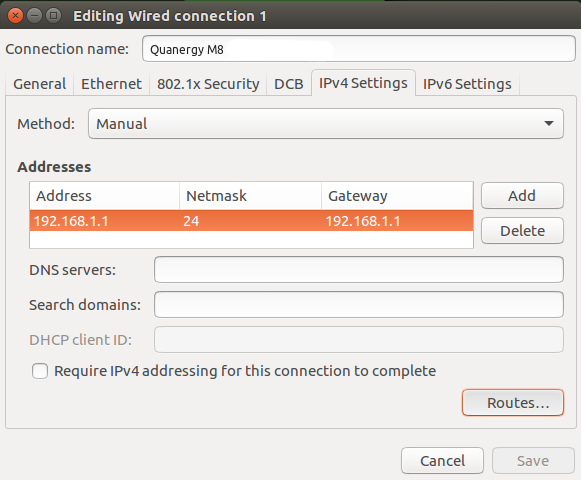 Editing Wired connection 1
Connection name: Quanergy M8
General Ethernet 802.1x Security DCB IPv4 Settings IPv6 Settings
Method: Manual
Addresses
Address Netmask Gateway Add
192.168.1.1 24 192.168.1.1
Delete
DNS servers:
Search domains:
DHCP client ID:
Require IPv4 addressing for this connection to complete
Routes…
Cancel Save